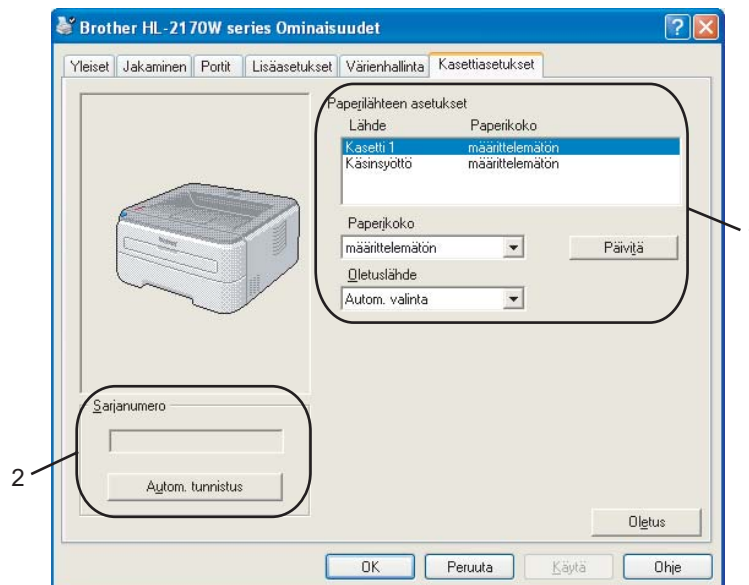 Brother HL-2170W series Ominaisuudet
Yleiset Jakaminen Portit Lisäasetukset Värienhallinta Kasettiasetukset
Paperilähteen asetukset
Lähde Paperikoko
Kasetti 1 määrittelemätön
Käsinsyöttö määrittelemätön
Paperikoko
määrittelemätön Päivitä
Oletuslähde
Autom. valinta
Sarjanumero
2
Autom. tunnistus
Oletus
OK Peruuta Käytä Ohje